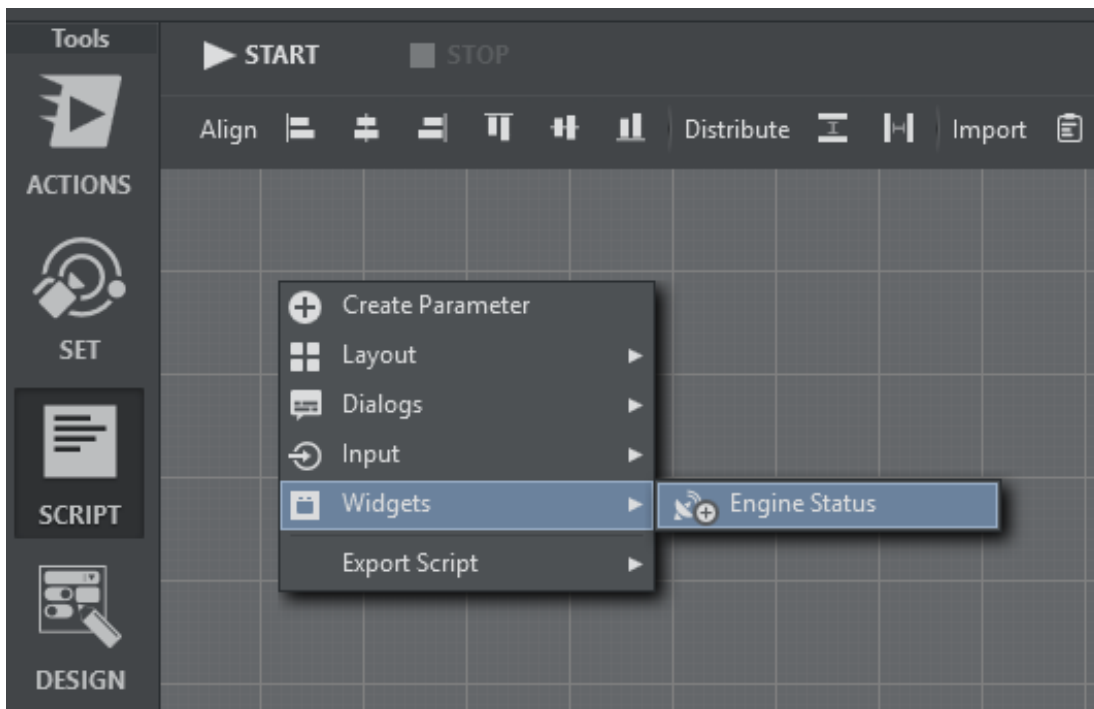 Tools
START
STOP
Align
Distribute
Import
ACTIONS
SET
SCRIPT
DESIGN
Create Parameter
Layout
Dialogs
Input
Widgets
Engine Status
Export Script